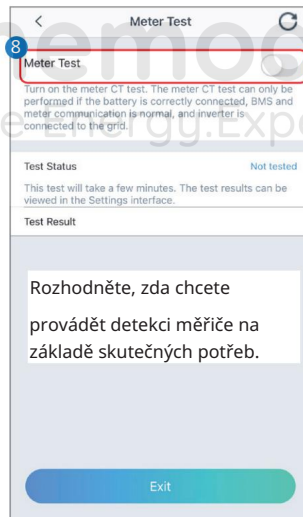 Meter Test
8
Meter Test
Turn on the meter CT test. The meter CT test can only be
performed if the battery is correctly connected, BMS and
meter communication is normal, and inverter is
connected to the grid.
Test Status Not tested
This test will take a few minutes. The test results can be
viewed in the Settings interface.
Test Result
Rozhodněte, zda chcete
provádět detekci měřiče na
základě skutečných potřeb.
Exit